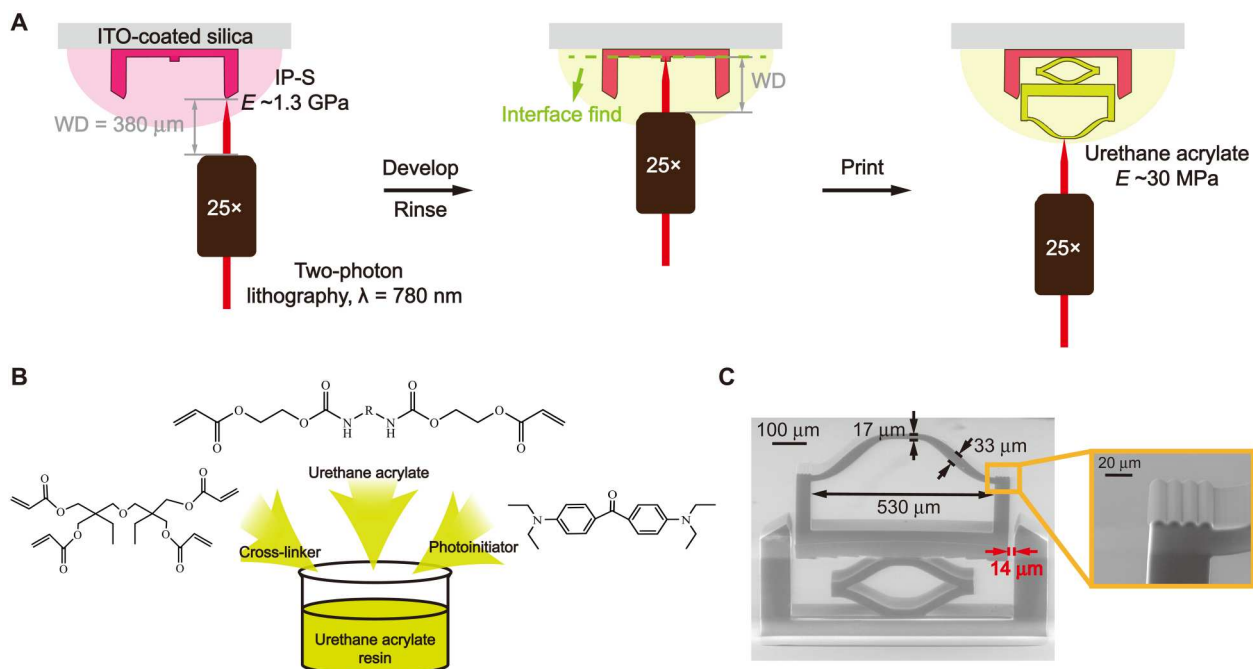 A
ITO-coated silica
IP-S
E ~1.3 GPa
WD = 380 μm
25×
Two-photon
lithography, λ = 780 nm
Develop
Rinse
WD
Interface find
25×
Print
Urethane acrylate
E ~30 MPa
25×
B
O
O
O
O
N
H
R
N
H
O
O
O
O
Urethane acrylate
O
O
O
O
O
O
O
O
O
Cross-linker
Photoinitiator
N
O
N
Urethane acrylate
resin
C
100 μm
17 μm
33 μm
530 μm
14 μm
20 μm